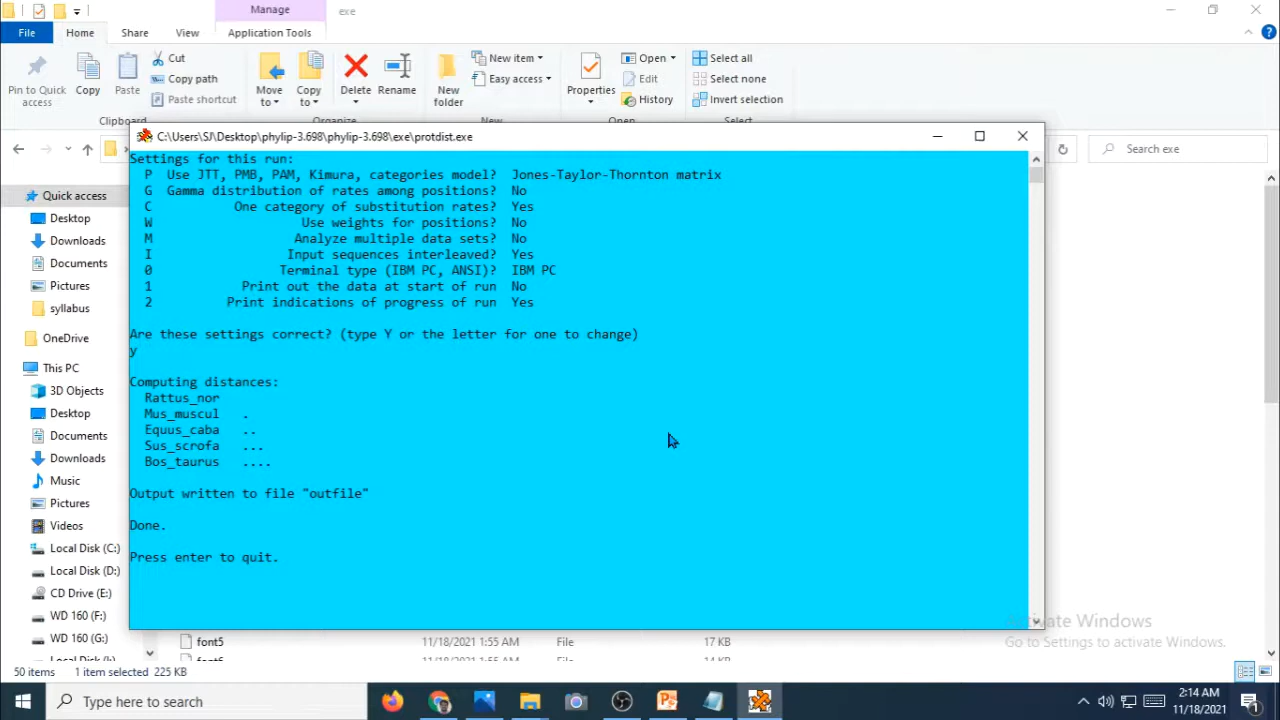 Manage
exe
File
Home
Share
View
Application Tools
Pin to Quick access
Copy
Paste
Cut
Copy path
Paste shortcut
Clipboard
Move to
Copy to
Delete
Rename
Organize
New folder
New item
Easy access
New
Properties
Open
Edit
History
Open
Select all
Select none
Invert selection
Select
Search exe
C:\Users\SJ\Desktop\phylip-3.698\phylip-3.698\exe\protdist.exe
Quick access
Desktop
Downloads
Documents
Pictures
syllabus
OneDrive
This PC
3D Objects
Desktop
Documents
Downloads
Music
Pictures
Videos
Local Disk (C:)
Local Disk (D:)
CD Drive (E:)
WD 160 (F:)
WD 160 (G:)
Settings for this run:
P Use JTT, PMB, PAM, Kimura, categories model? Jones-Taylor-Thornton matrix
G Gamma distribution of rates among positions? No
C One category of substitution rates? Yes
W Use weights for positions? No
M Analyze multiple data sets? No
I Input sequences interleaved? Yes
0 Terminal type (IBM PC, ANSI)? IBM PC
1 Print out the data at start of run No
2 Print indications of progress of run Yes
Are these settings correct? (type Y or the letter for one to change)
y
Computing distances:
Rattus_nor
Mus_muscul .
Equus_caba ..
Sus_scrofa ...
Bos_taurus ....
Output written to file "outfile"
Done.
Press enter to quit.
font5 11/18/2021 1:55 AM File 17 KB
Activate Windows
Go to Settings to activate Windows.
50 items 1 item selected 225 KB
Type here to search
2:14 AM
11/18/2021
1